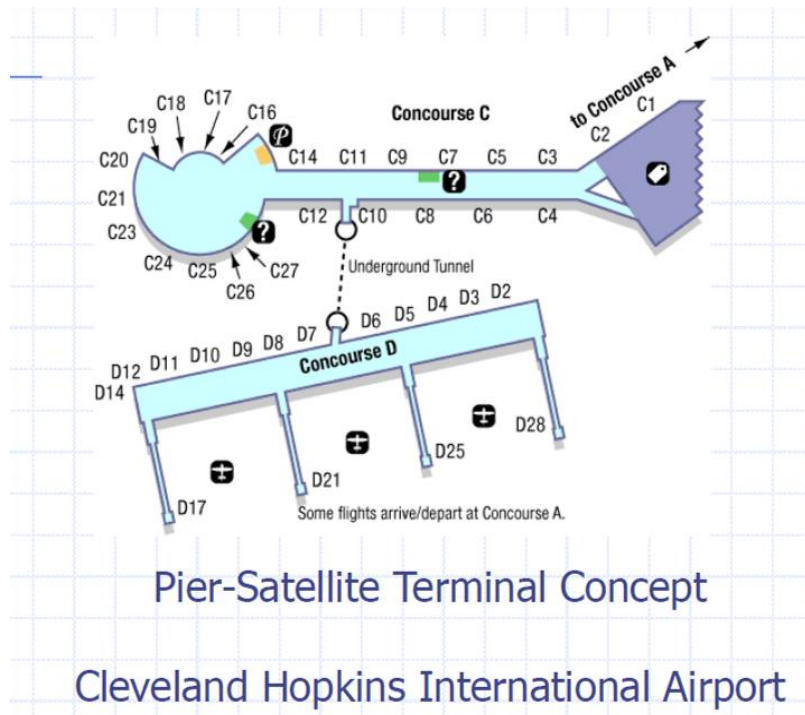 to Concourse A
C1
C2
Concourse C
C17
C18
C16
C19
C20
C21
C23
C24
C25
C26
C27
P
C14 C11 C9 C7 C5 C3
?
C12 C10 C8 C6 C4
?
Underground Tunnel
D2
D3
D4
D5
D6
D7
D8
D9
D10
D11
D12
D14
Concourse D
D28
D25
D21
D17
Some flights arrive/depart at Concourse A.
Pier-Satellite Terminal Concept
Cleveland Hopkins International Airport